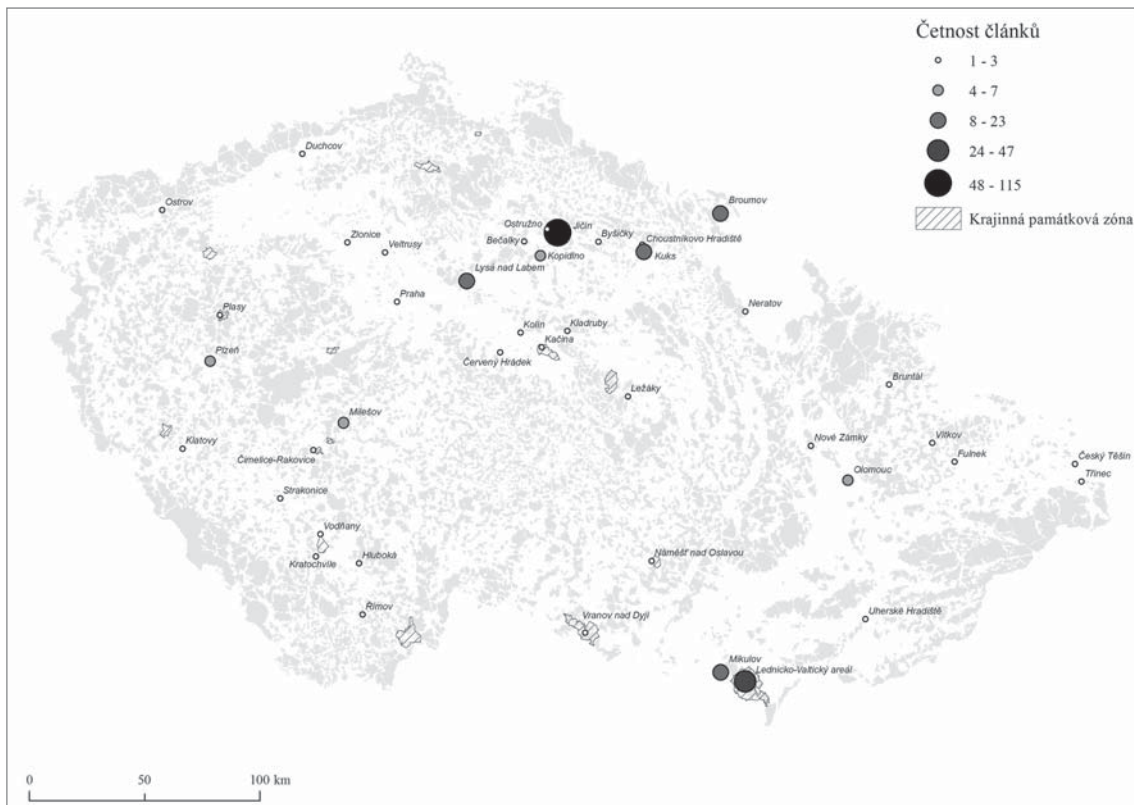 Četnost článků
1 - 3
4 - 7
8 - 23
24 - 47
48 - 115
Krajinná památková zóna
Duchcov
Ostrov
Broumov
Ostružno
Jičín
Zlonice
Bečalky
Byšičky
Choustníkovo Hradiště
Veltrusy
Kopidlno
Kuks
Lysá nad Labem
Praha
Neratov
Plasy
Kolín
Kladruby
Kačina
Plzeň
Červený Hrádek
Bruntál
Ležáky
Milešov
Klatovy
Nové Zámky
Vítkov
Čimelice-Rakovice
Fulnek
Český Těšín
Olomouc
Třinec
Strakonice
Vodňany
Náměšť nad Oslavou
Kratochvíle
Hluboká
Římov
Uherské Hradiště
Vranov nad Dyjí
Mikulov
Lednicko-Valtický areál
0
50
100 km